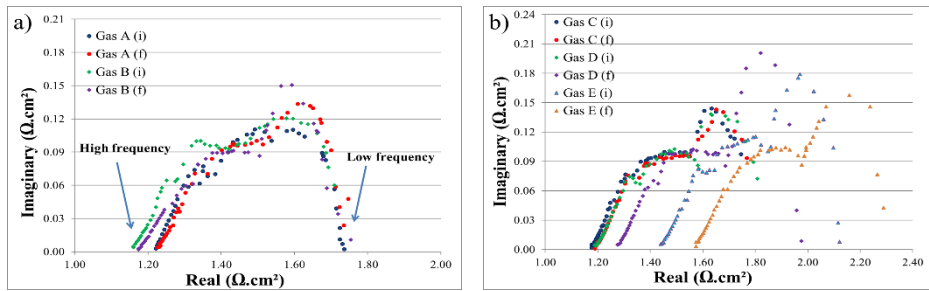 a)
0.21
0.18
0.15
0.12
0.09
0.06
0.03
0.00
Imaginary (Ω.cm²)
Gas A (i)
Gas A (f)
Gas B (i)
Gas B (f)
High frequency
Low frequency
1.00 1.20 1.40 1.60 1.80 2.00
Real (Ω.cm²)
b)
0.24
0.21
0.18
0.15
0.12
0.09
0.06
0.03
0.00
Imaginary (Ω.cm²)
Gas C (i)
Gas C (f)
Gas D (i)
Gas D (f)
Gas E (i)
Gas E (f)
1.00 1.20 1.40 1.60 1.80 2.00 2.20 2.40
Real (Ω.cm²)